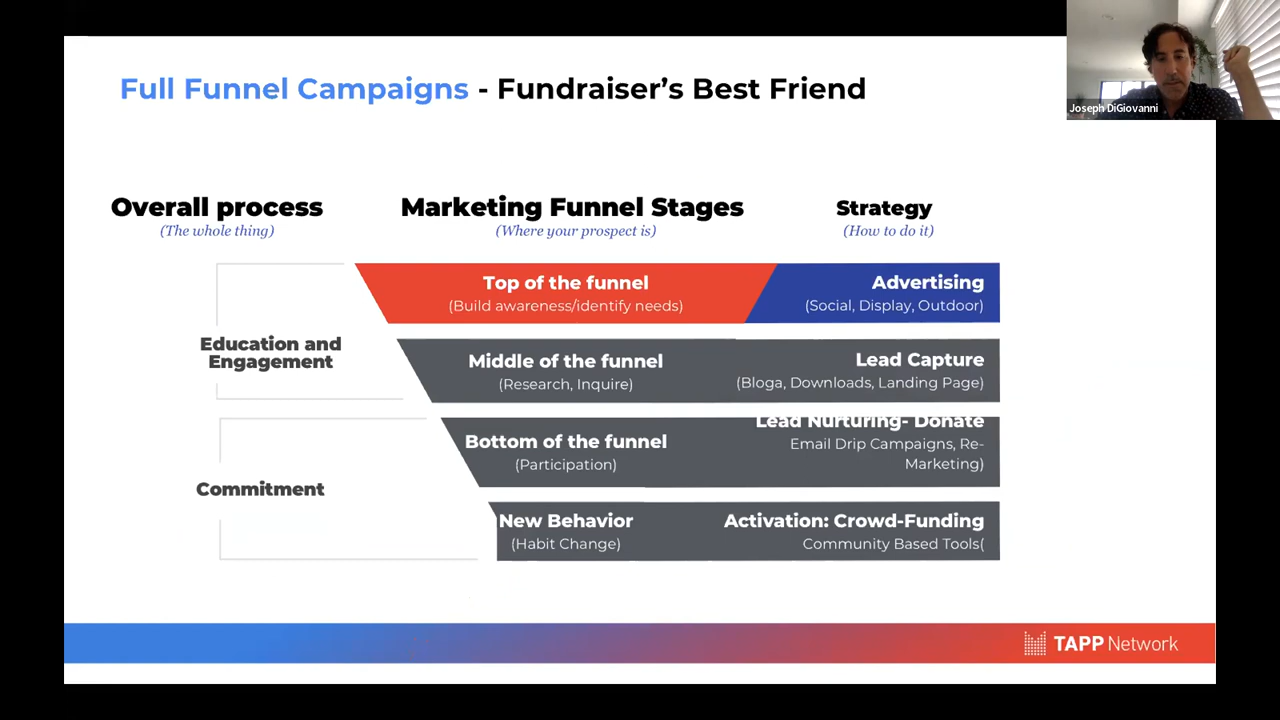 Full Funnel Campaigns - Fundraiser's Best Friend
Joseph DiGiovanni
Overall process
(The whole thing)
Marketing Funnel Stages
(Where your prospect is)
Strategy
(How to do it)
Education and
Engagement
Top of the funnel
(Build awareness/identify needs)
Advertising
(Social, Display, Outdoor)
Middle of the funnel
(Research, Inquire)
Lead Capture
(Bloga, Downloads, Landing Page)
Commitment
Bottom of the funnel
(Participation)
Lead Nurturing- Donate
Email Drip Campaigns, Re-
Marketing)
New Behavior
(Habit Change)
Activation: Crowd-Funding
Community Based Tools(
TAPP Network